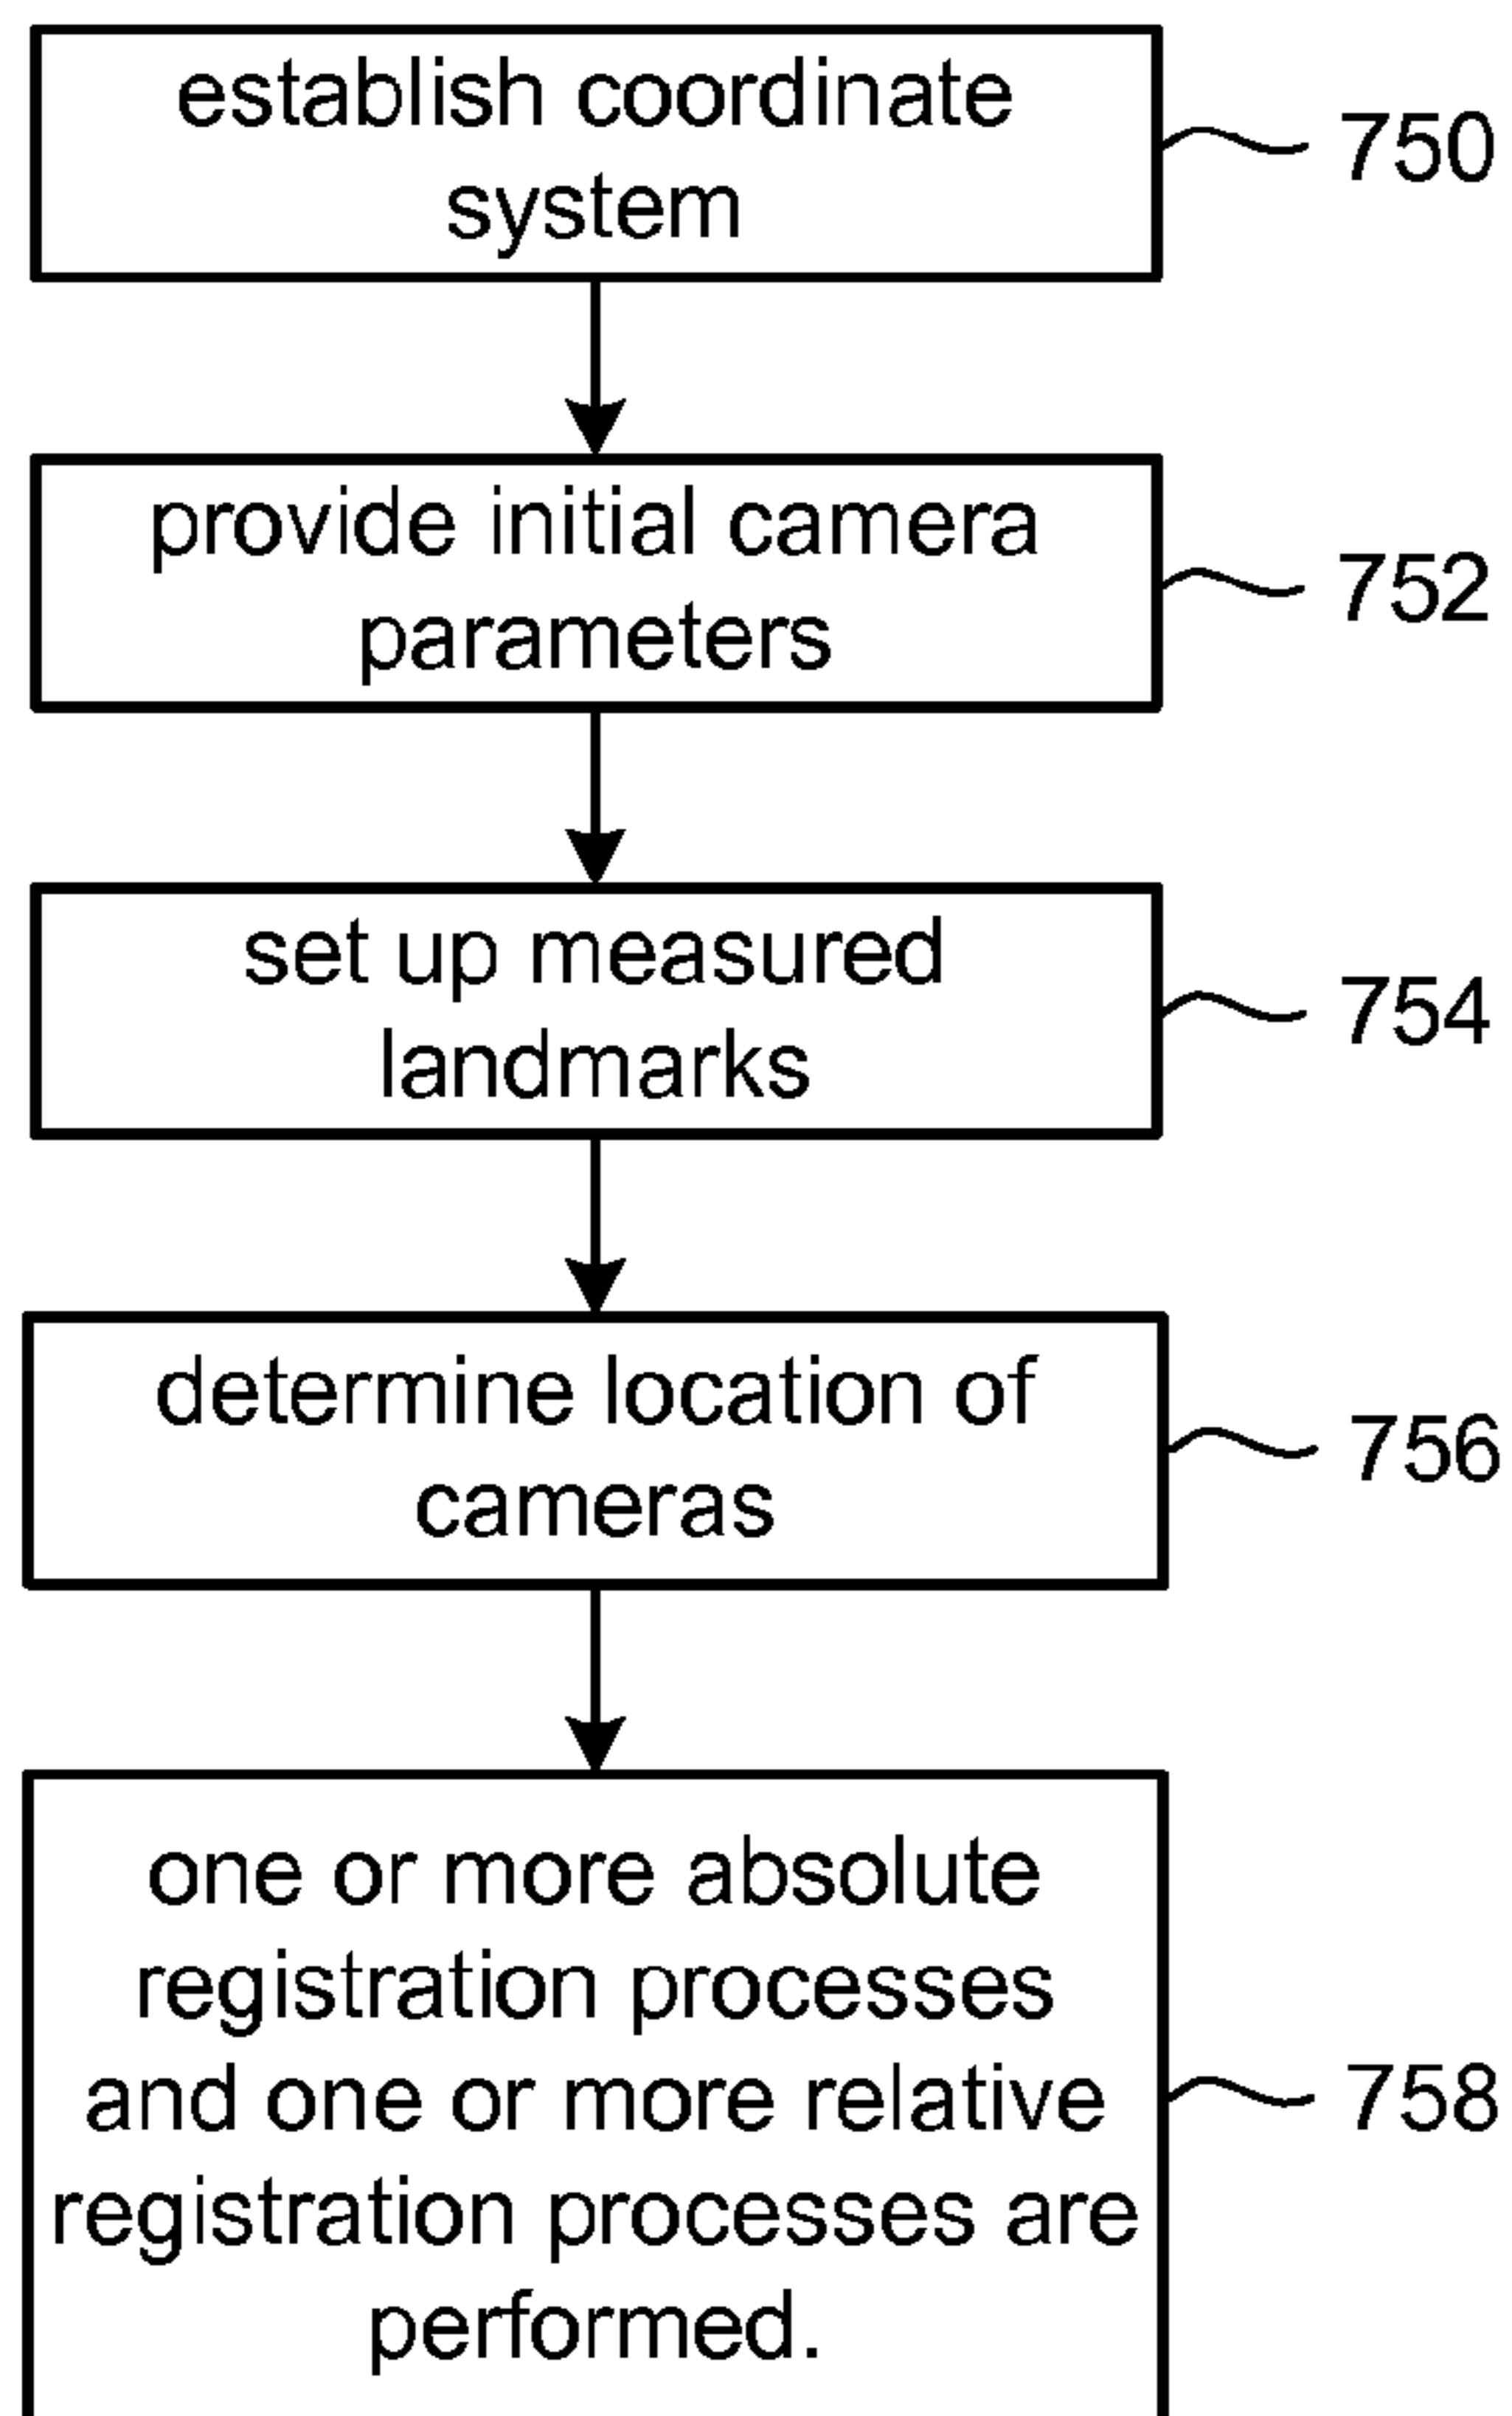 establish coordinate
system
750
provide initial camera
parameters
752
set up measured
landmarks
754
determine location of
cameras
756
one or more absolute
registration processes
and one or more relative
registration processes are
performed.
758